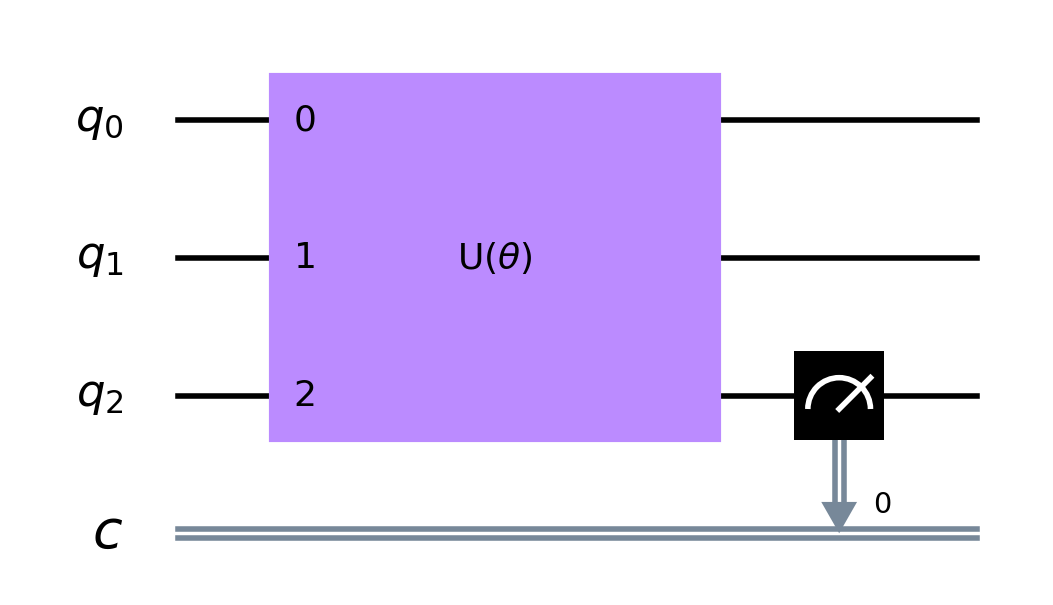 q₀ 0
q₁ 1 U(θ)
q₂ 2
0
c